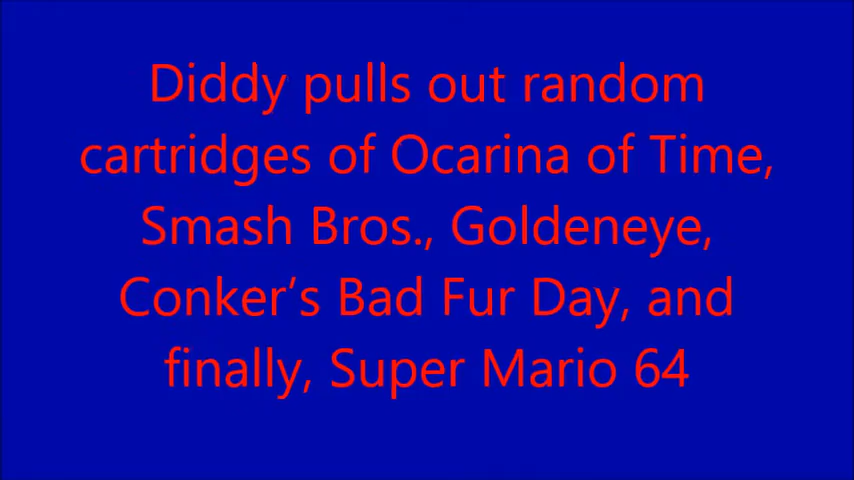 Diddy pulls out random
cartridges of Ocarina of Time,
Smash Bros., Goldeneye,
Conker’s Bad Fur Day, and
finally, Super Mario 64